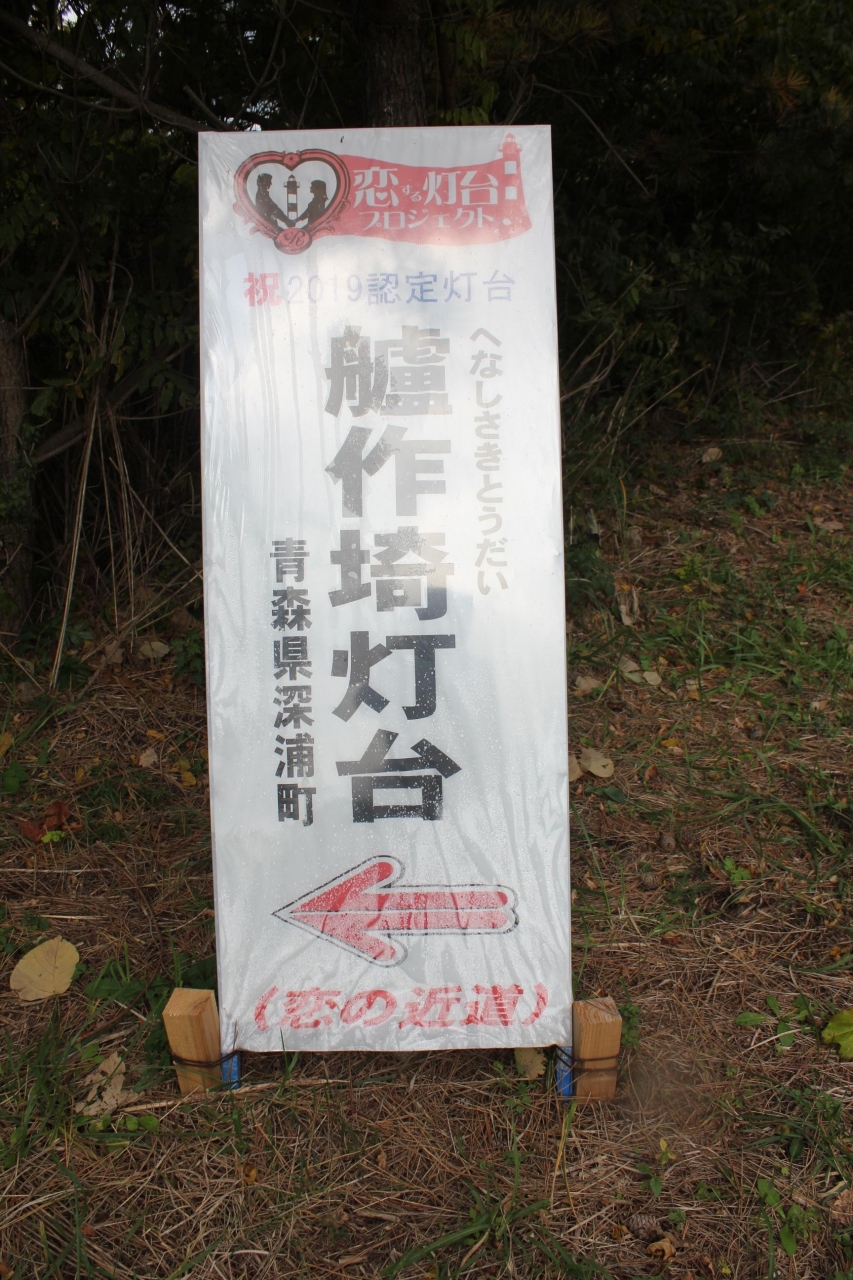 恋する灯台
プロジェクト
祝2019認定灯台
へなしさきとうだい
艫作埼灯台
青森県深浦町
(恋の近道)